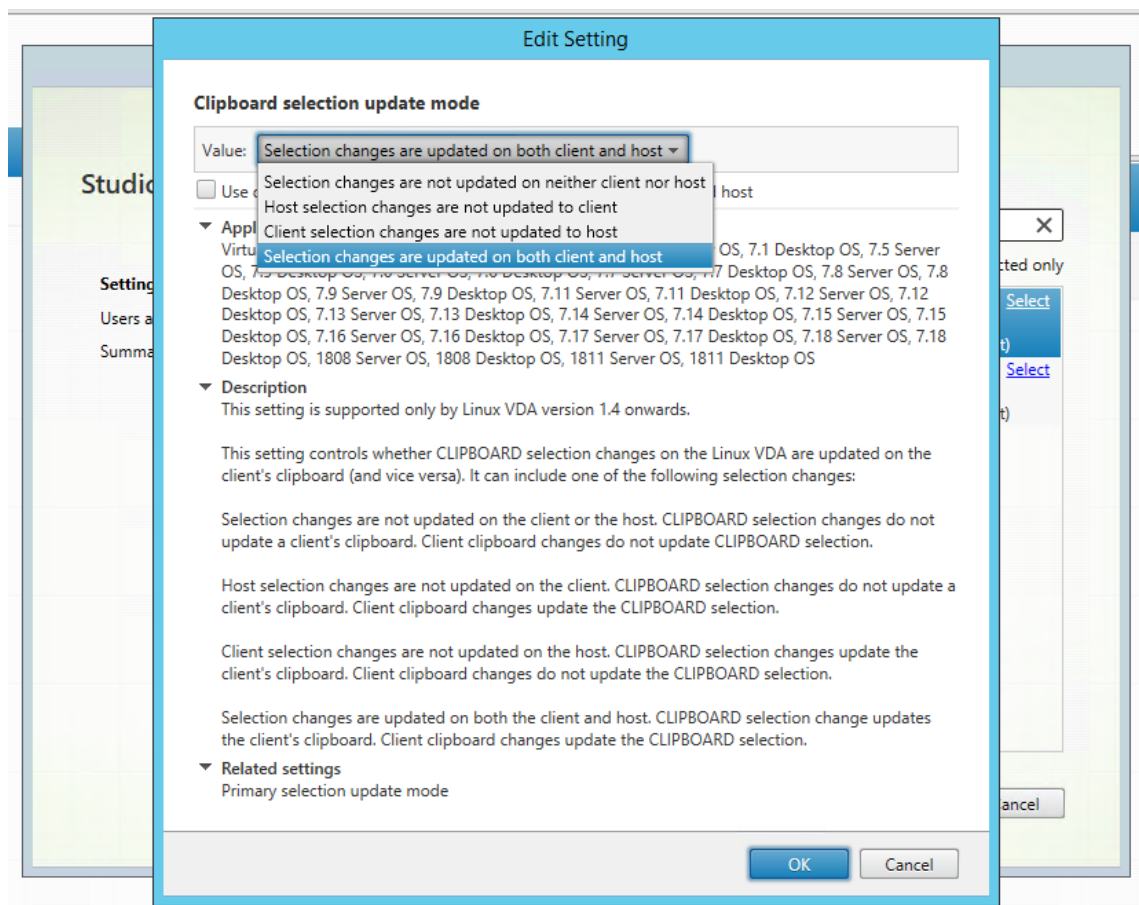 Edit Setting
Clipboard selection update mode
Value: Selection changes are updated on both client and host
Selection changes are not updated on neither client nor host
Host selection changes are not updated to client
Client selection changes are not updated to host
Selection changes are updated on both client and host
Use host
OS, 7.1 Desktop OS, 7.5 Server
OS, 7.5 Desktop OS, 7.6 Server OS, 7.6 Desktop OS, 7.7 Server OS, 7.7 Desktop OS, 7.8 Server OS, 7.8
Desktop OS, 7.9 Server OS, 7.9 Desktop OS, 7.11 Server OS, 7.11 Desktop OS, 7.12 Server OS, 7.12
Desktop OS, 7.13 Server OS, 7.13 Desktop OS, 7.14 Server OS, 7.14 Desktop OS, 7.15 Server OS, 7.15
Desktop OS, 7.16 Server OS, 7.16 Desktop OS, 7.17 Server OS, 7.17 Desktop OS, 7.18 Server OS, 7.18
Desktop OS, 1808 Server OS, 1808 Desktop OS, 1811 Server OS, 1811 Desktop OS
Description
This setting is supported only by Linux VDA version 1.4 onwards.
This setting controls whether CLIPBOARD selection changes on the Linux VDA are updated on the
client's clipboard (and vice versa). It can include one of the following selection changes:
Selection changes are not updated on the client or the host. CLIPBOARD selection changes do not
update a client's clipboard. Client clipboard changes do not update CLIPBOARD selection.
Host selection changes are not updated on the client. CLIPBOARD selection changes do not update a
client's clipboard. Client clipboard changes update the CLIPBOARD selection.
Client selection changes are not updated on the host. CLIPBOARD selection changes update the
client's clipboard. Client clipboard changes do not update the CLIPBOARD selection.
Selection changes are updated on both the client and host. CLIPBOARD selection change updates
the client's clipboard. Client clipboard changes update the CLIPBOARD selection.
Related settings
Primary selection update mode
OK Cancel
Studio
Setting
Users a
Summa
cted only
Select
t)
Select
t)
ancel